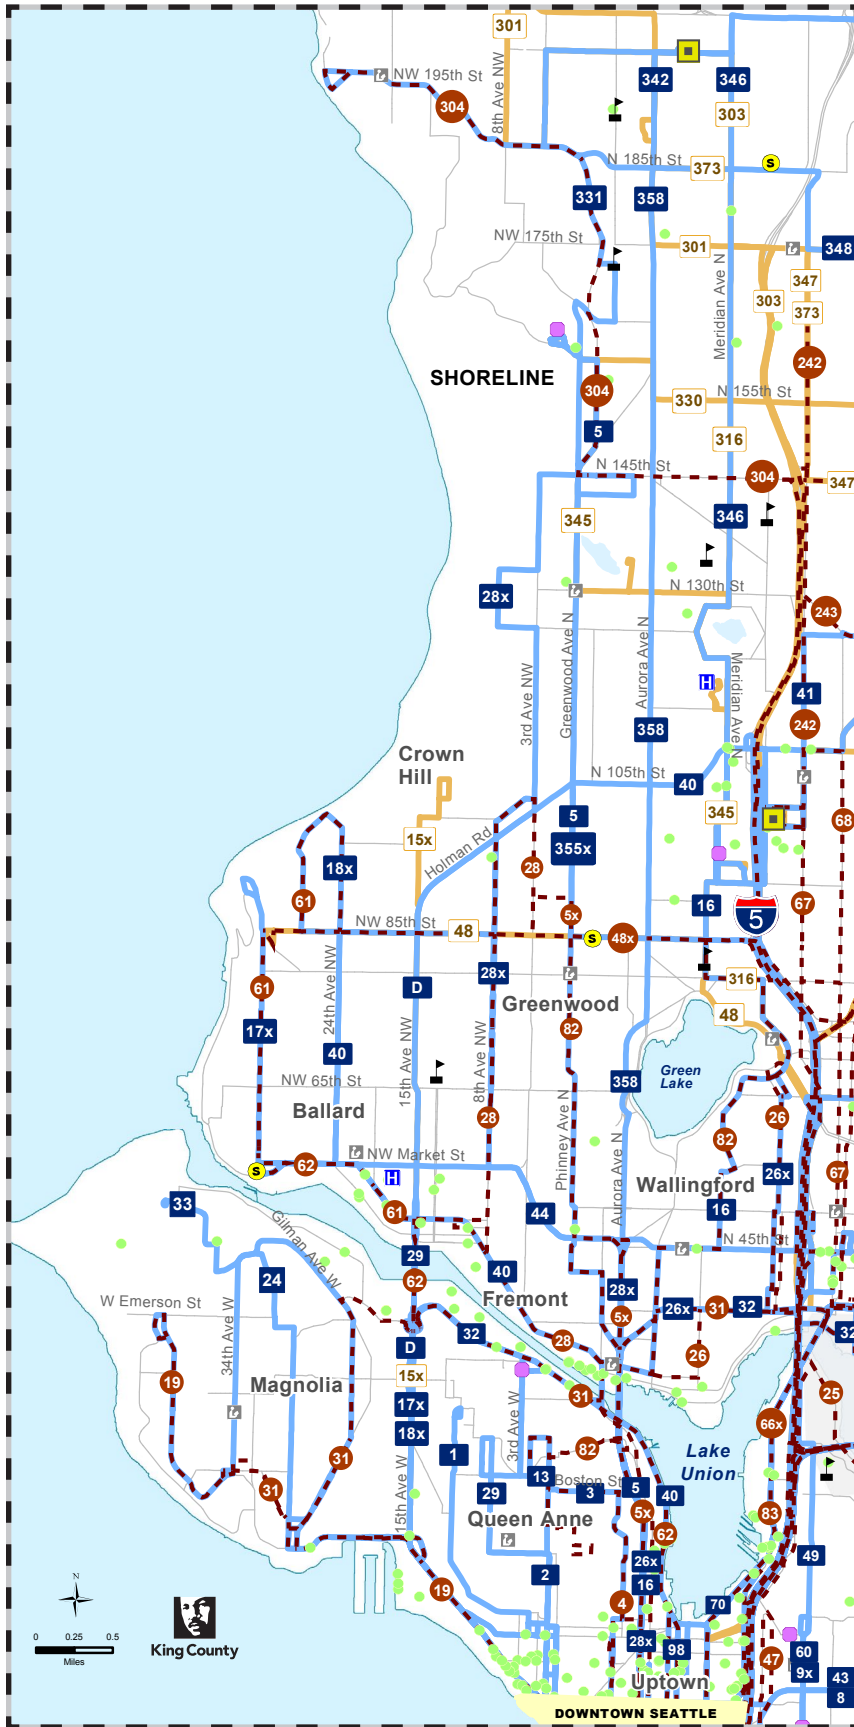 301
342
346
NW 195th St
8th Ave NW
304
303
N 185th St
373
S
331
358
NW 175th St
301
348
Meridian Ave N
347
303
373
242
SHORELINE
304
N 155th St
330
5
316
N 145th St
304
347
345
346
28x
N 130th St
243
3rd Ave NW
Greenwood Ave N
Aurora Ave N
Meridian Ave N
H
41
358
242
Crown
Hill
N 105th St
40
15x
Holman Rd
5
345
68
355x
18x
28
61
16
67
5
5x
NW 85th St
48
S
48x
28x
316
61
D
Greenwood
48
24th Ave NW
15th Ave NW
8th Ave NW
17x
82
40
358
Green
Lake
NW 65th St
Ballard
28
26
Phinney Ave N
Aurora Ave N
82
NW Market St
S
62
H
26x
67
Wallingford
33
61
44
16
Gilman Ave W
29
N 45th St
24
62
40
28x
Fremont
W Emerson St
34th Ave W
5x
26x
31
32
32
D
32
28
26
Magnolia
15x
19
31
25
17x
3rd Ave W
66x
18x
82
Lake
Union
1
31
13
Boston St
31
29
3
5
40
15th Ave W
Queen Anne
5x
83
62
26x
49
2
16
19
4
70
N
King County
0 0.25 0.5
Miles
28x
98
60
47
9x
43
Uptown
8
DOWNTOWN SEATTLE